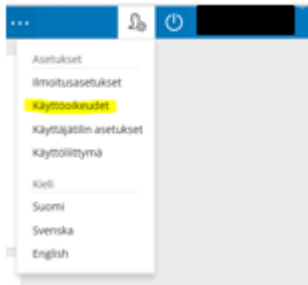 ...
Asetukset
Ilmoitusasetukset
Käyttöoikeudet
Käyttäjätilin asetukset
Käyttöliittymä
Kieli
Suomi
Svenska
English